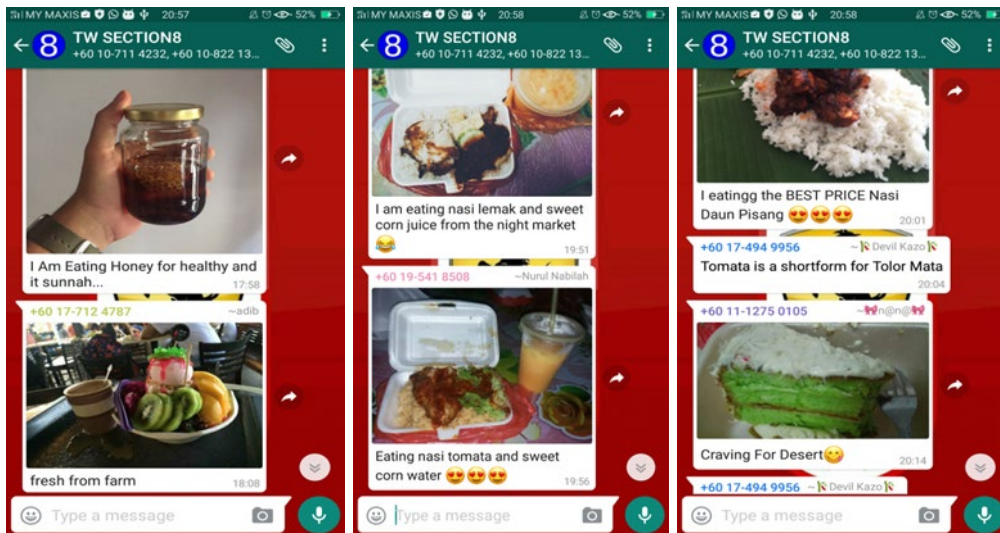 MY MAXIS 20:57 52%
8 TW SECTION8
+60 10-711 4232, +60 10-822 13...
I Am Eating Honey for healthy and
it sunnah...
17:58
+60 17-712 4787 ~adib
fresh from farm
18:08
Type a message
MY MAXIS 20:58 52%
8 TW SECTION8
+60 10-711 4232, +60 10-822 13...
I am eating nasi lemak and sweet
corn juice from the night market
😂 19:51
+60 19-541 8508 ~Nurul Nabilah
Eating nasi tomata and sweet
corn water 😍😍😍 19:56
Type a message
MY MAXIS 20:58 52%
8 TW SECTION8
+60 10-711 4232, +60 10-822 13...
I eatingg the BEST PRICE Nasi
Daun Pisang 😍😍😍 20:01
+60 17-494 9956 ~Devil Kazo
Tomata is a shortform for Tolor Mata
20:04
+60 11-1275 0105 ~🎀n@n@🎀
Craving For Desert😋 20:14
+60 17-494 9956 ~Devil Kazo
Type a message